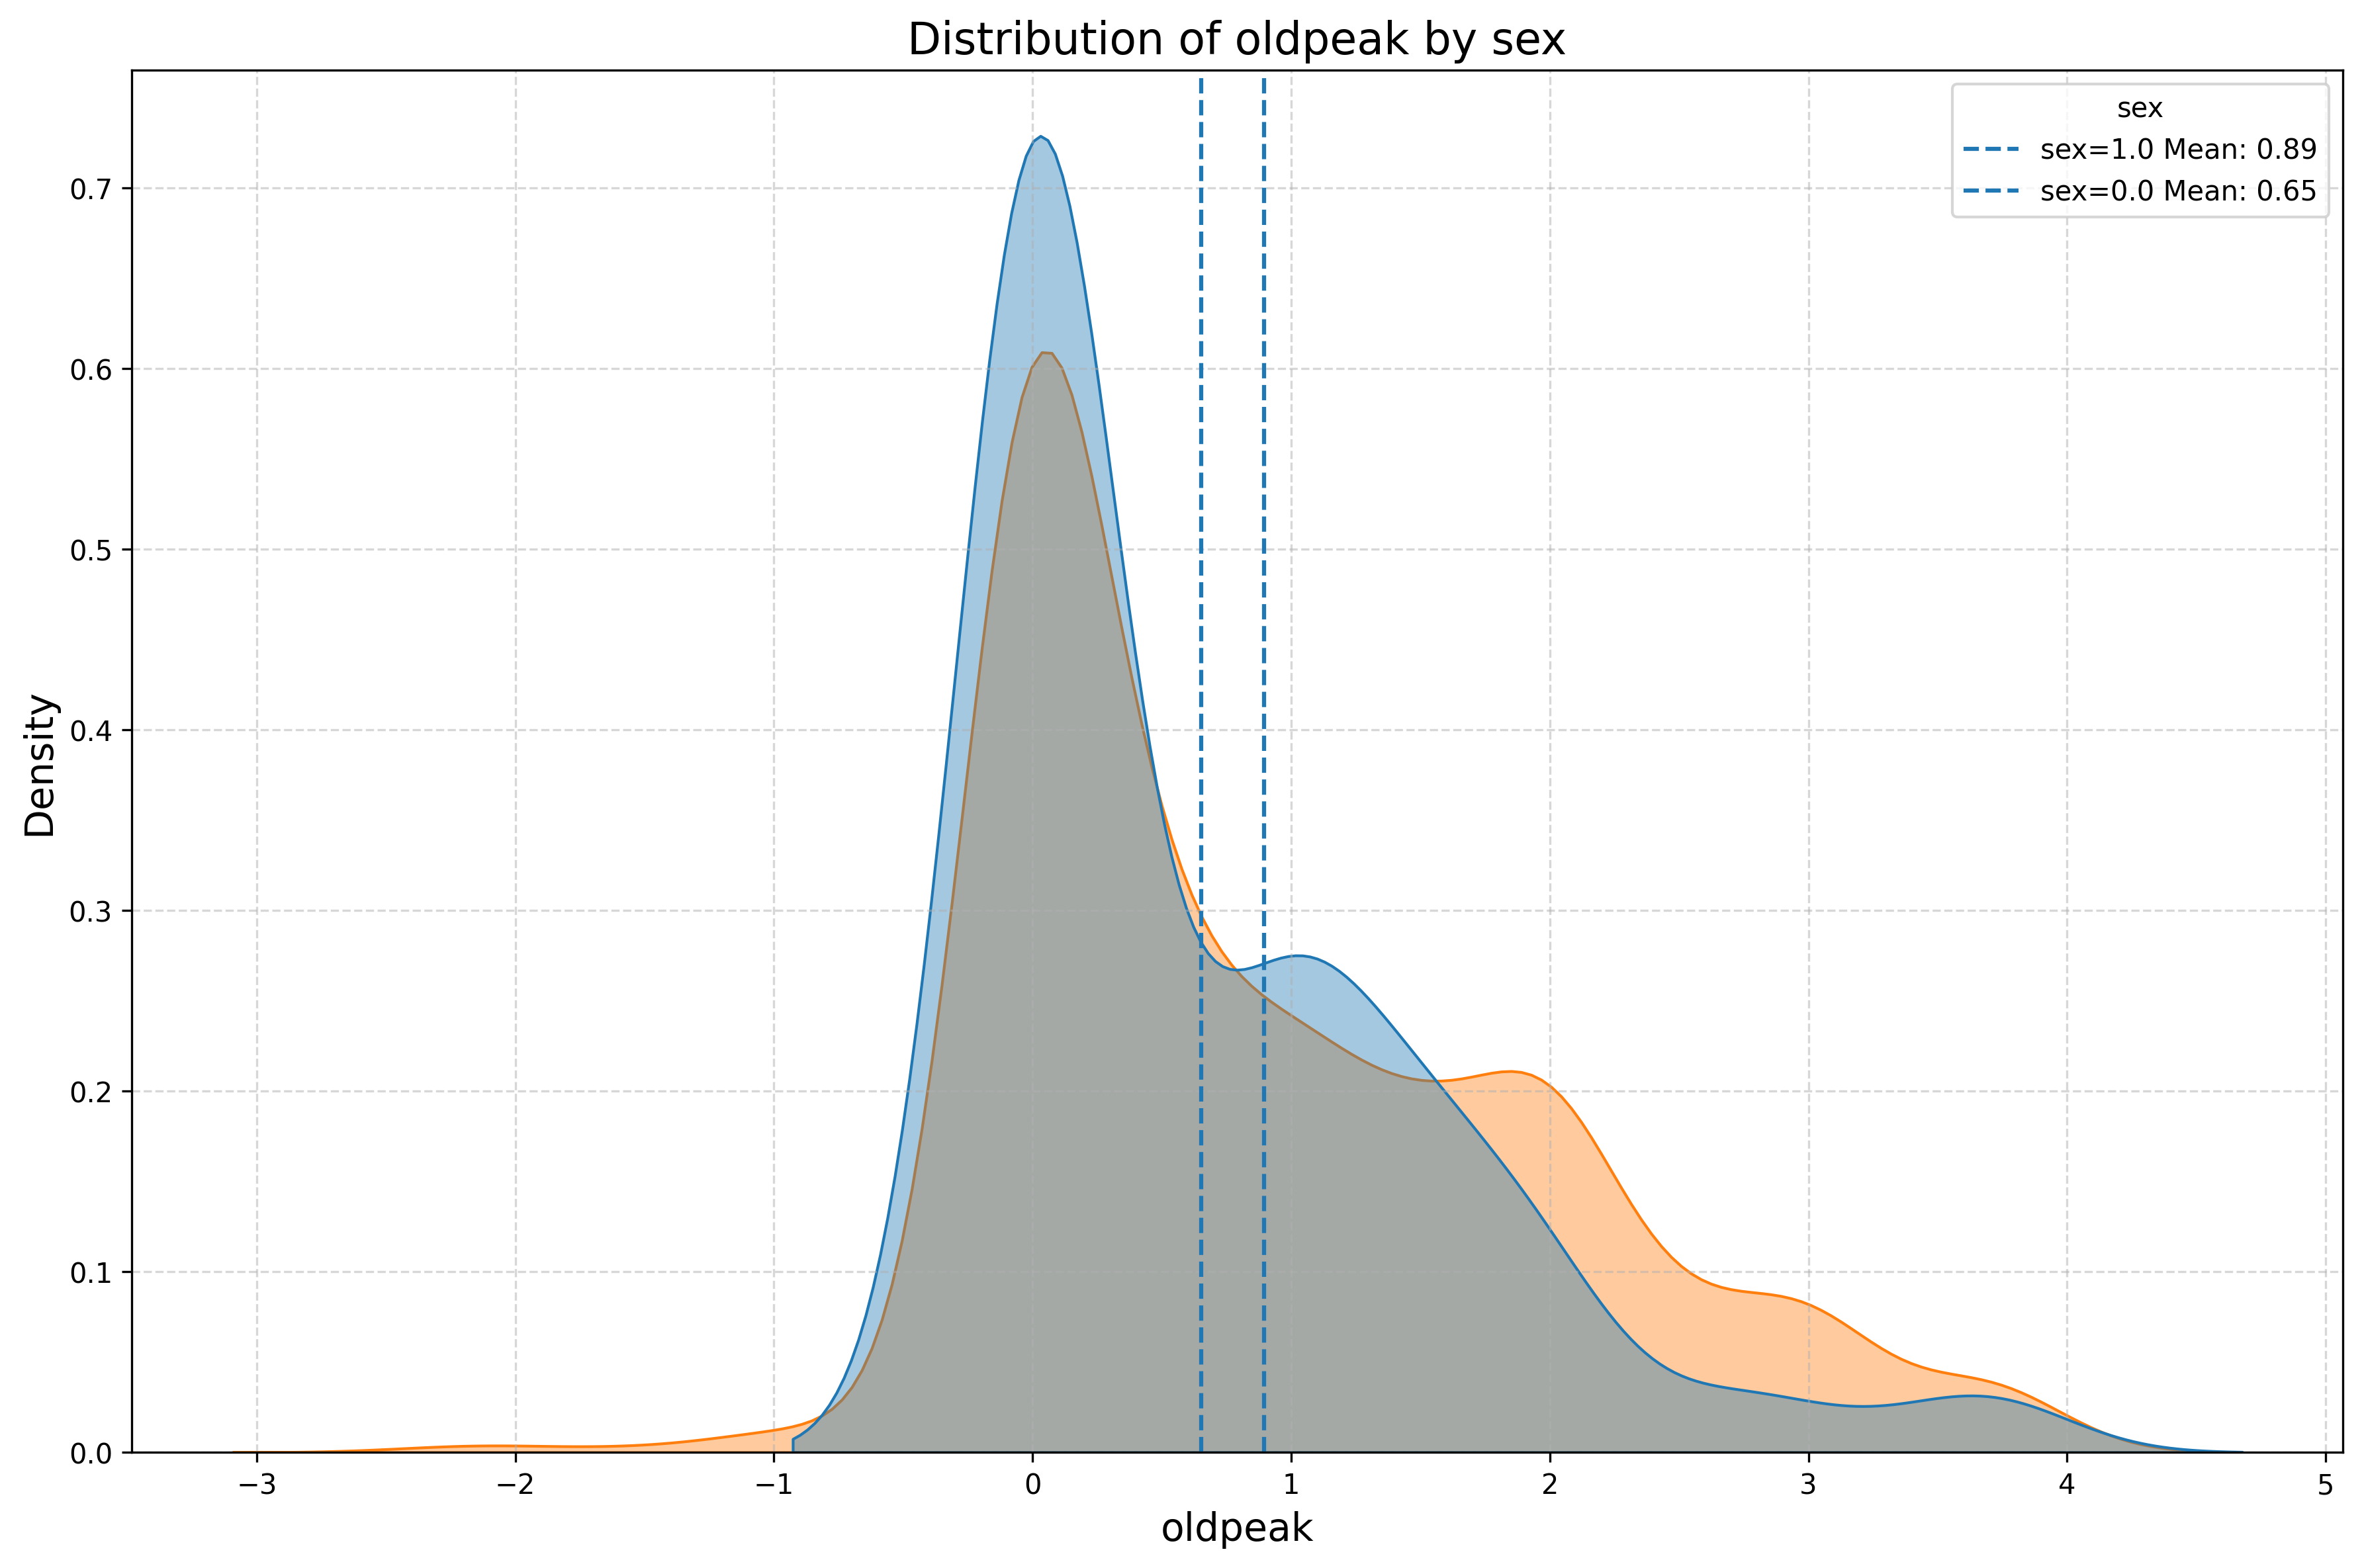 Distribution of oldpeak by sex
sex
sex=1.0 Mean: 0.89
sex=0.0 Mean: 0.65
Density
0.7
0.6
0.5
0.4
0.3
0.2
0.1
0.0
−3 −2 −1 0 1 2 3 4 5
oldpeak